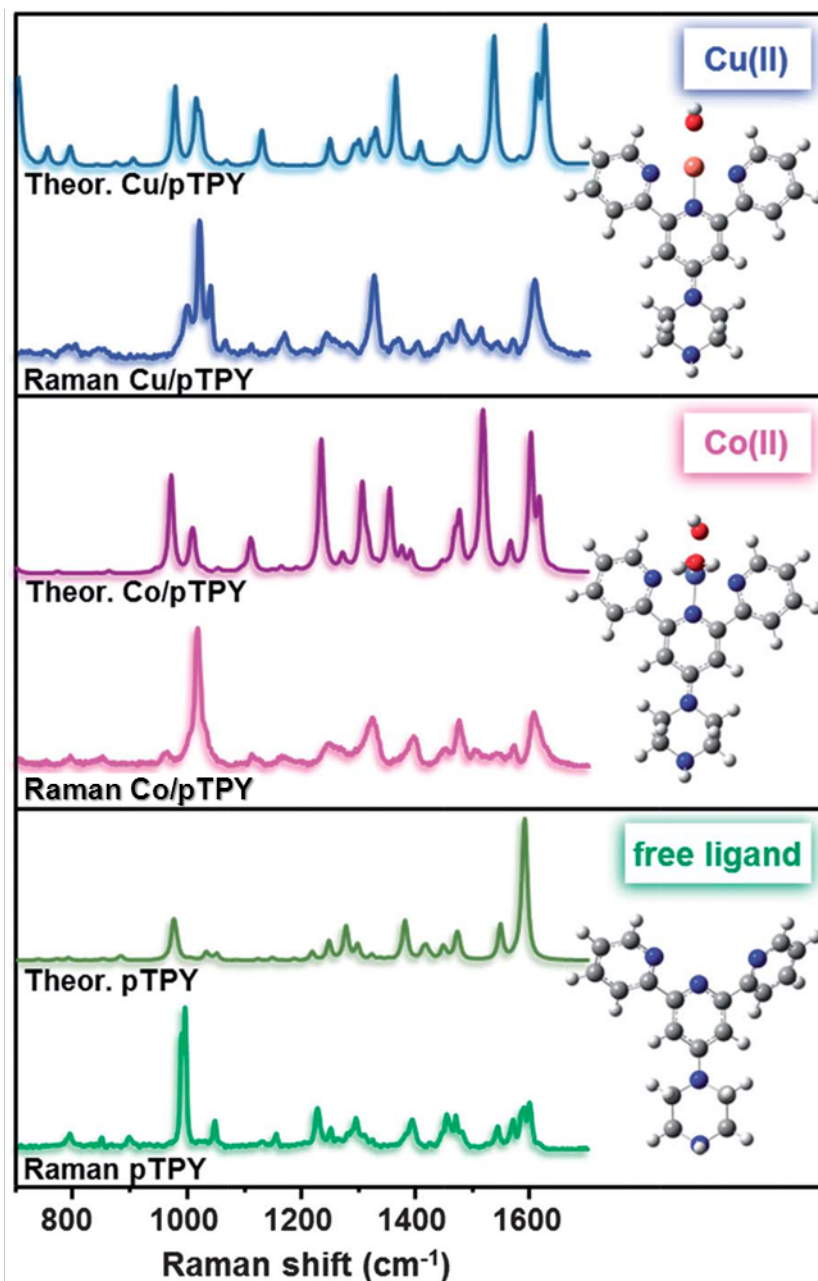 Cu(II)
Theor. Cu/pTPY
Raman Cu/pTPY
Co(II)
Theor. Co/pTPY
Raman Co/pTPY
free ligand
Theor. pTPY
Raman pTPY
800 1000 1200 1400 1600
Raman shift (cm⁻¹)